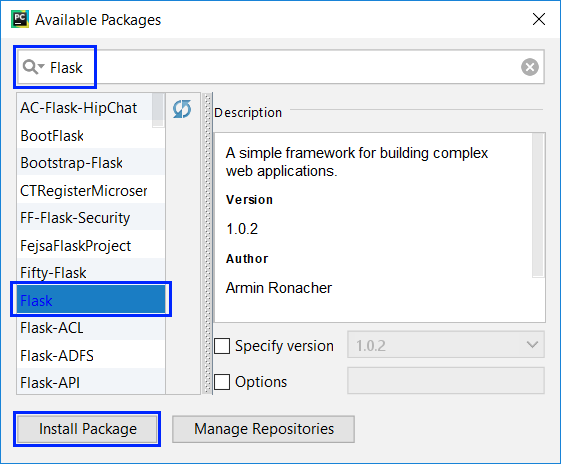 PC
Available Packages
Flask
AC-Flask-HipChat
BootFlask
Bootstrap-Flask
CTRegisterMicroser
FF-Flask-Security
FejsaFlaskProject
Fifty-Flask
Flask
Flask-ACL
Flask-ADFS
Flask-API
Description
A simple framework for building complex
web applications.
Version
1.0.2
Author
Armin Ronacher
Specify version
1.0.2
Options
Install Package
Manage Repositories